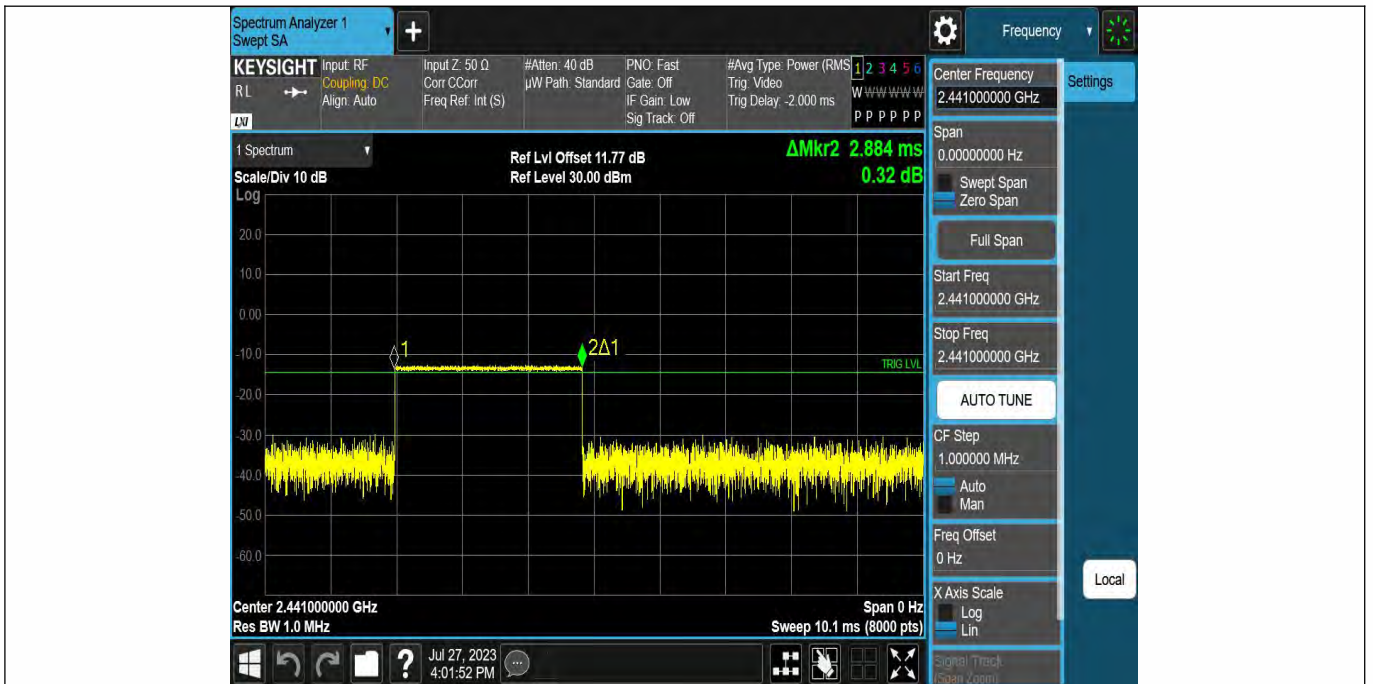 Spectrum Analyzer 1
Swept SA
+
Frequency
KEYSIGHT
RL
LXI
Input: RF
Coupling: DC
Align: Auto
Input Z: 50 Ω
Corr CCorr
Freq Ref: Int (S)
#Atten: 40 dB
µW Path: Standard
PNO: Fast
Gate: Off
IF Gain: Low
Sig Track: Off
#Avg Type: Power (RMS
Trig: Video
Trig Delay: -2.000 ms
1 2 3 4 5 6
W W W W W W
P P P P P P
1 Spectrum
Scale/Div 10 dB
Log
Ref Lvl Offset 11.77 dB
Ref Level 30.00 dBm
ΔMkr2 2.884 ms
0.32 dB
20.0
10.0
0.00
-10.0
-20.0
-30.0
-40.0
-50.0
-60.0
1
2Δ1
TRIG LVL
Center 2.441000000 GHz
Res BW 1.0 MHz
Span 0 Hz
Sweep 10.1 ms (8000 pts)
Center Frequency
2.441000000 GHz
Settings
Span
0.00000000 Hz
Swept Span
Zero Span
Full Span
Start Freq
2.441000000 GHz
Stop Freq
2.441000000 GHz
AUTO TUNE
CF Step
1.000000 MHz
Auto
Man
Freq Offset
0 Hz
X Axis Scale
Log
Lin
Signal Track
(Span Zoom)
Local
?
Jul 27, 2023
4:01:52 PM